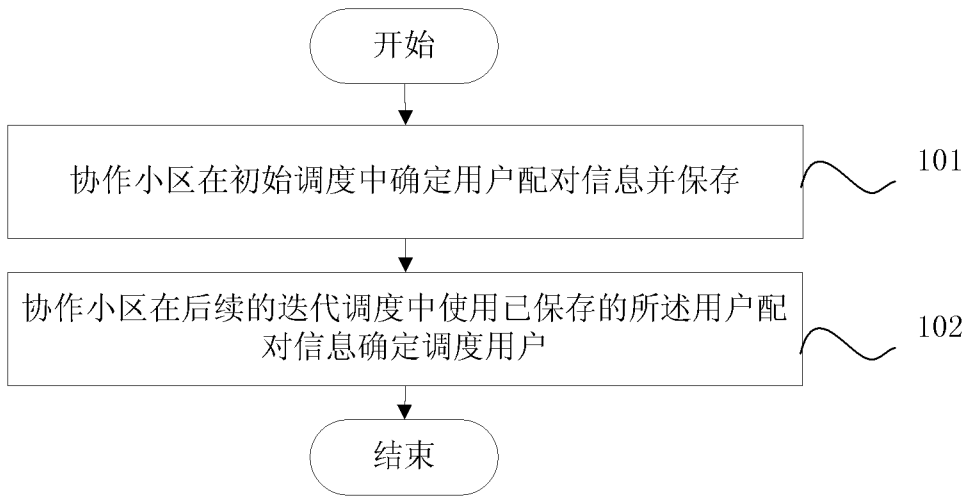 开始
协作小区在初始调度中确定用户配对信息并保存
101
协作小区在后续的迭代调度中使用已保存的所述用户配
对信息确定调度用户
102
结束